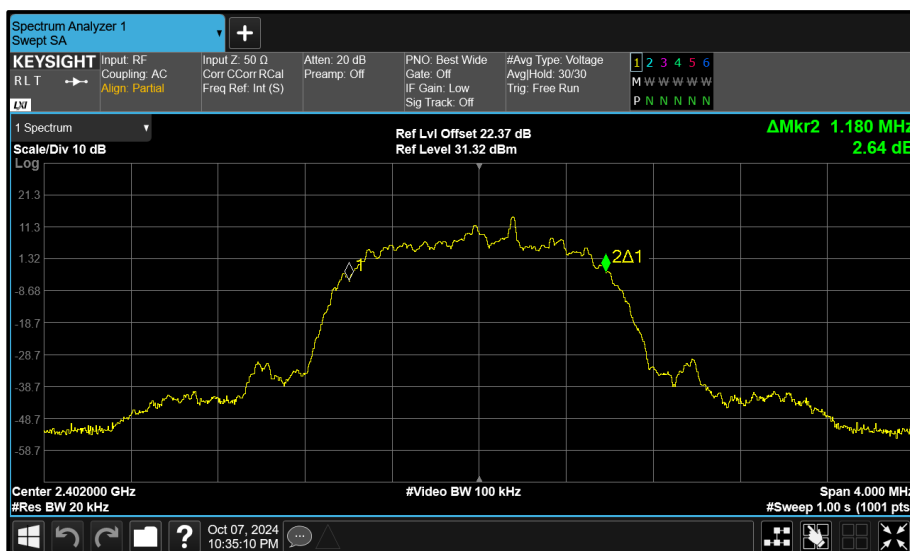 Spectrum Analyzer 1
Swept SA
KEYSIGHT
R L T
LXI
Input: RF
Coupling: AC
Align: Partial
Input Z: 50 Ω
Corr CCorr RCal
Freq Ref: Int (S)
Atten: 20 dB
Preamp: Off
PNO: Best Wide
Gate: Off
IF Gain: Low
Sig Track: Off
#Avg Type: Voltage
Avg|Hold: 30/30
Trig: Free Run
1 2 3 4 5 6
M W W W W W
P N N N N N
1 Spectrum
Scale/Div 10 dB
Log
Ref Lvl Offset 22.37 dB
Ref Level 31.32 dBm
ΔMkr2 1.180 MHz
2.64 dB
21.3
11.3
1.32
-8.68
-18.7
-28.7
-38.7
-48.7
-58.7
1
2Δ1
Center 2.402000 GHz
#Res BW 20 kHz
#Video BW 100 kHz
Span 4.000 MHz
#Sweep 1.00 s (1001 pts
?
Oct 07, 2024
10:35:10 PM